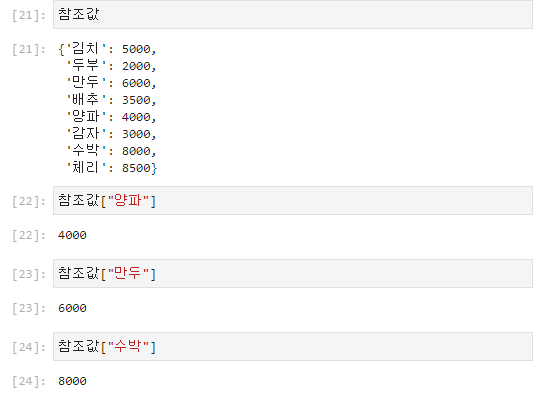 [21]: 참조값
[21]: {'김치': 5000,
'두부': 2000,
'만두': 6000,
'배추': 3500,
'양파': 4000,
'감자': 3000,
'수박': 8000,
'체리': 8500}
[22]: 참조값["양파"]
[22]: 4000
[23]: 참조값["만두"]
[23]: 6000
[24]: 참조값["수박"]
[24]: 8000